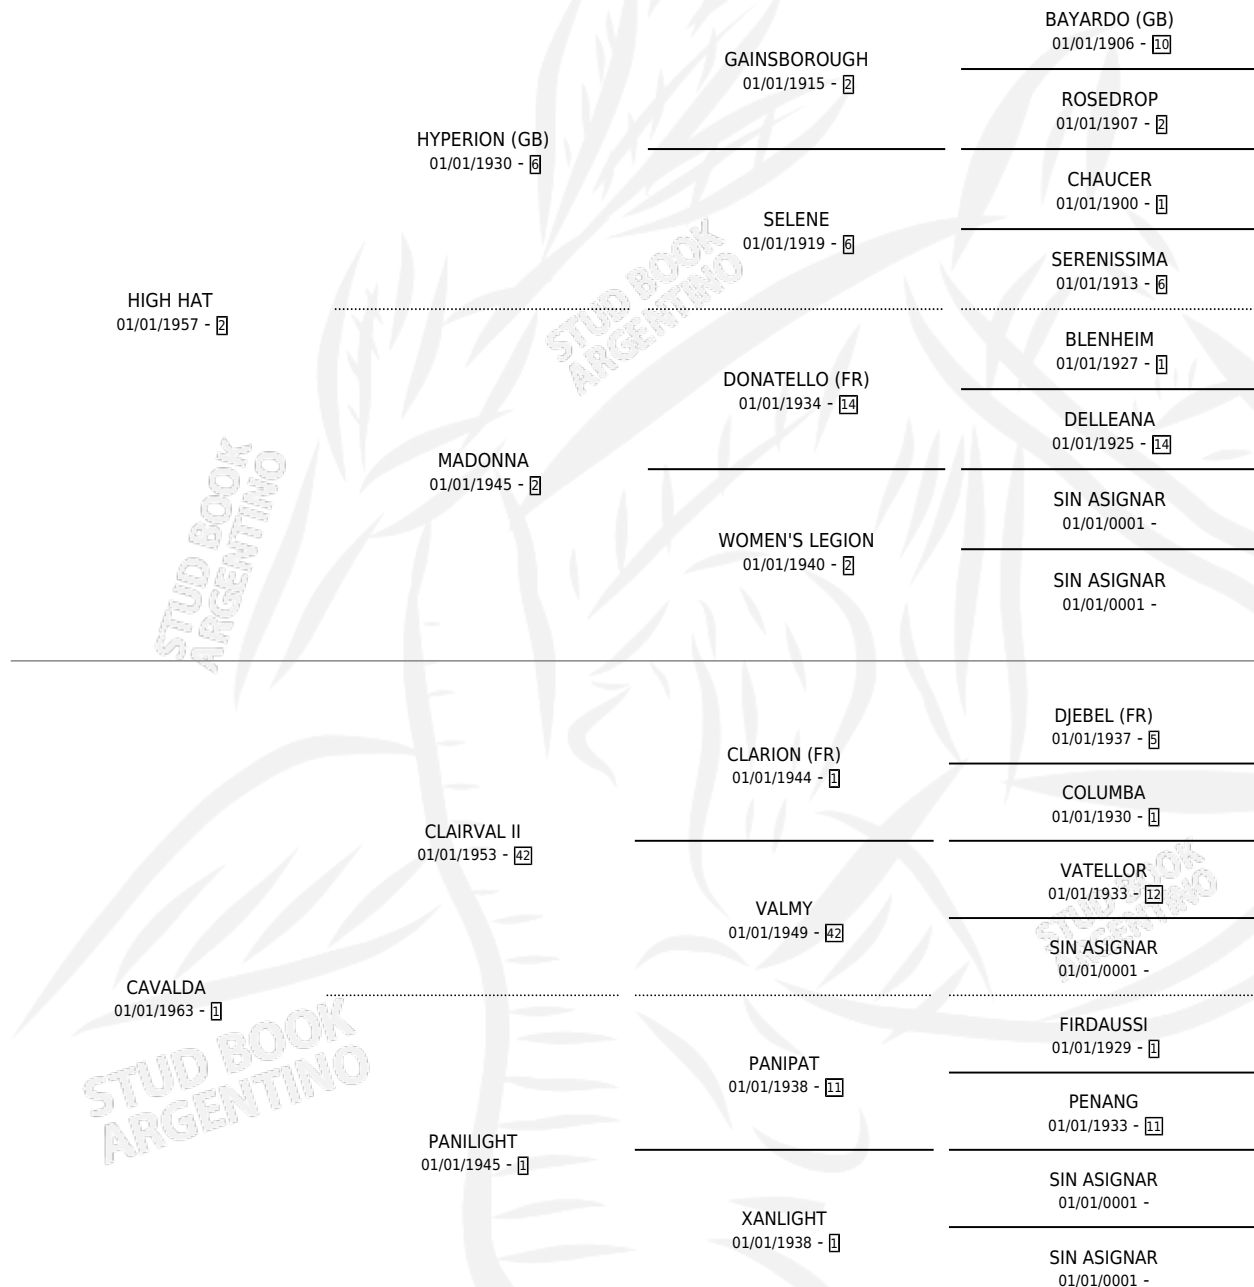 BAYARDO (GB)
01/01/1906 - 10
GAINSBOROUGH
01/01/1915 - 2
ROSEDROP
01/01/1907 - 2
HYPERION (GB)
01/01/1930 - 6
CHAUCER
01/01/1900 - 1
SELENE
01/01/1919 - 6
SERENISSIMA
01/01/1913 - 6
HIGH HAT
01/01/1957 - 2
BLENHEIM
01/01/1927 - 1
DONATELLO (FR)
01/01/1934 - 14
DELLEANA
01/01/1925 - 14
MADONNA
01/01/1945 - 2
SIN ASIGNAR
01/01/0001 -
WOMEN'S LEGION
01/01/1940 - 2
SIN ASIGNAR
01/01/0001 -
DJEBEL (FR)
01/01/1937 - 5
CLARION (FR)
01/01/1944 - 1
COLUMBA
01/01/1930 - 1
CLAIRVAL II
01/01/1953 - 42
VATELLOR
01/01/1933 - 12
VALMY
01/01/1949 - 42
SIN ASIGNAR
01/01/0001 -
CAVALDA
01/01/1963 - 1
FIRDAUSSI
01/01/1929 - 1
PANIPAT
01/01/1938 - 11
PENANG
01/01/1933 - 11
PANILIGHT
01/01/1945 - 1
SIN ASIGNAR
01/01/0001 -
XANLIGHT
01/01/1938 - 1
SIN ASIGNAR
01/01/0001 -
STUD BOOK
ARGENTINO
STUD BOOK
ARGENTINO
STUD BOOK
ARGENTINO
STUD BOOK
ARGENTINO